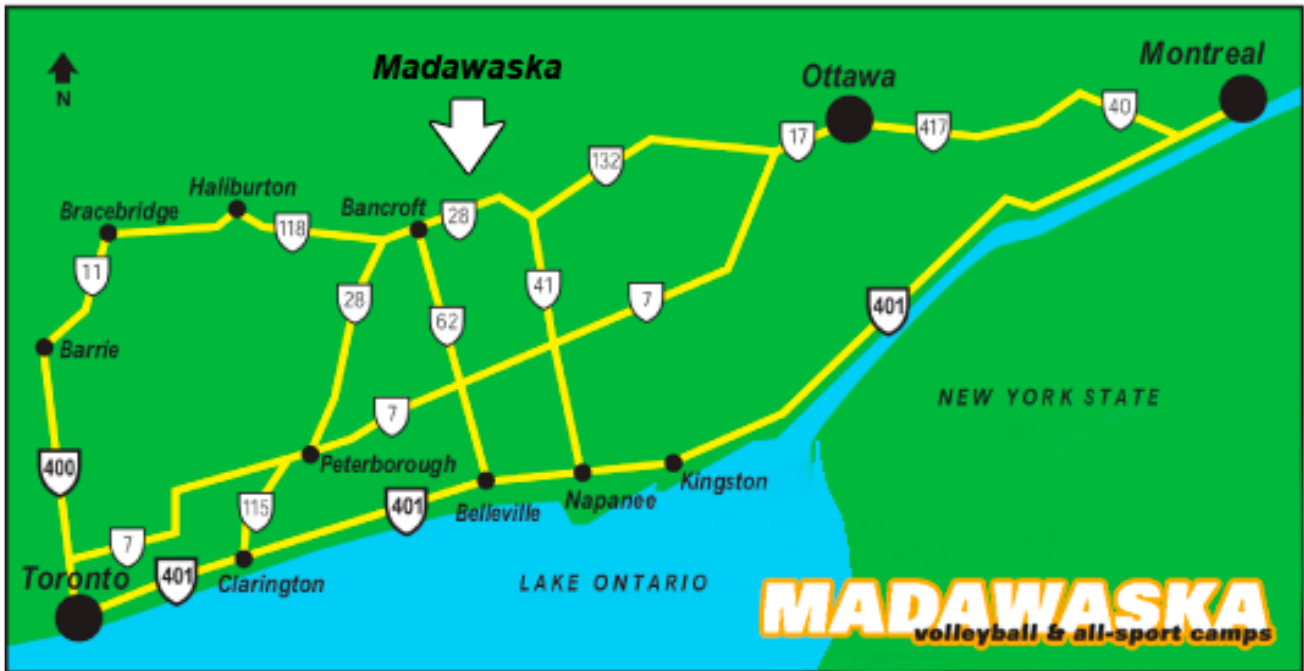 Montreal
Madawaska
Ottawa
N
40
417
17
132
Haliburton
Bracebridge
Bancroft
28
118
11
28
41
7
401
62
Barrie
NEW YORK STATE
7
Peterborough
400
Kingston
115
401
Belleville
Napanee
7
Toronto
401
Clarington
LAKE ONTARIO
MADAWASKA
volleyball & all-sport camps